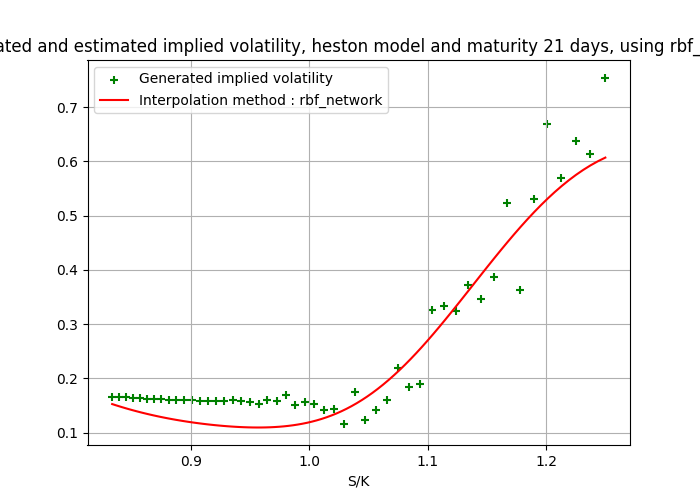 and estimated implied volatility, heston model and maturity 21 days, using
Generated implied volatility
Interpolation method : rbf_network
0.7
0.6
0.5
0.4
0.3
0.2
0.1
0.9
1.0
1.1
1.2
S/K